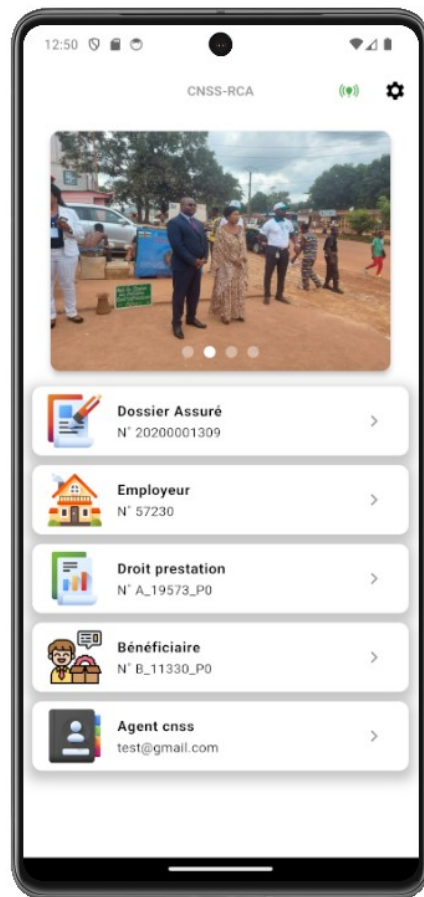 12:50
CNSS-RCA
Dossier Assuré
N° 20200001309
Employeur
N° 57230
Droit prestation
N° A_19573_P0
Bénéficiaire
N° B_11330_P0
Agent cnss
test@gmail.com